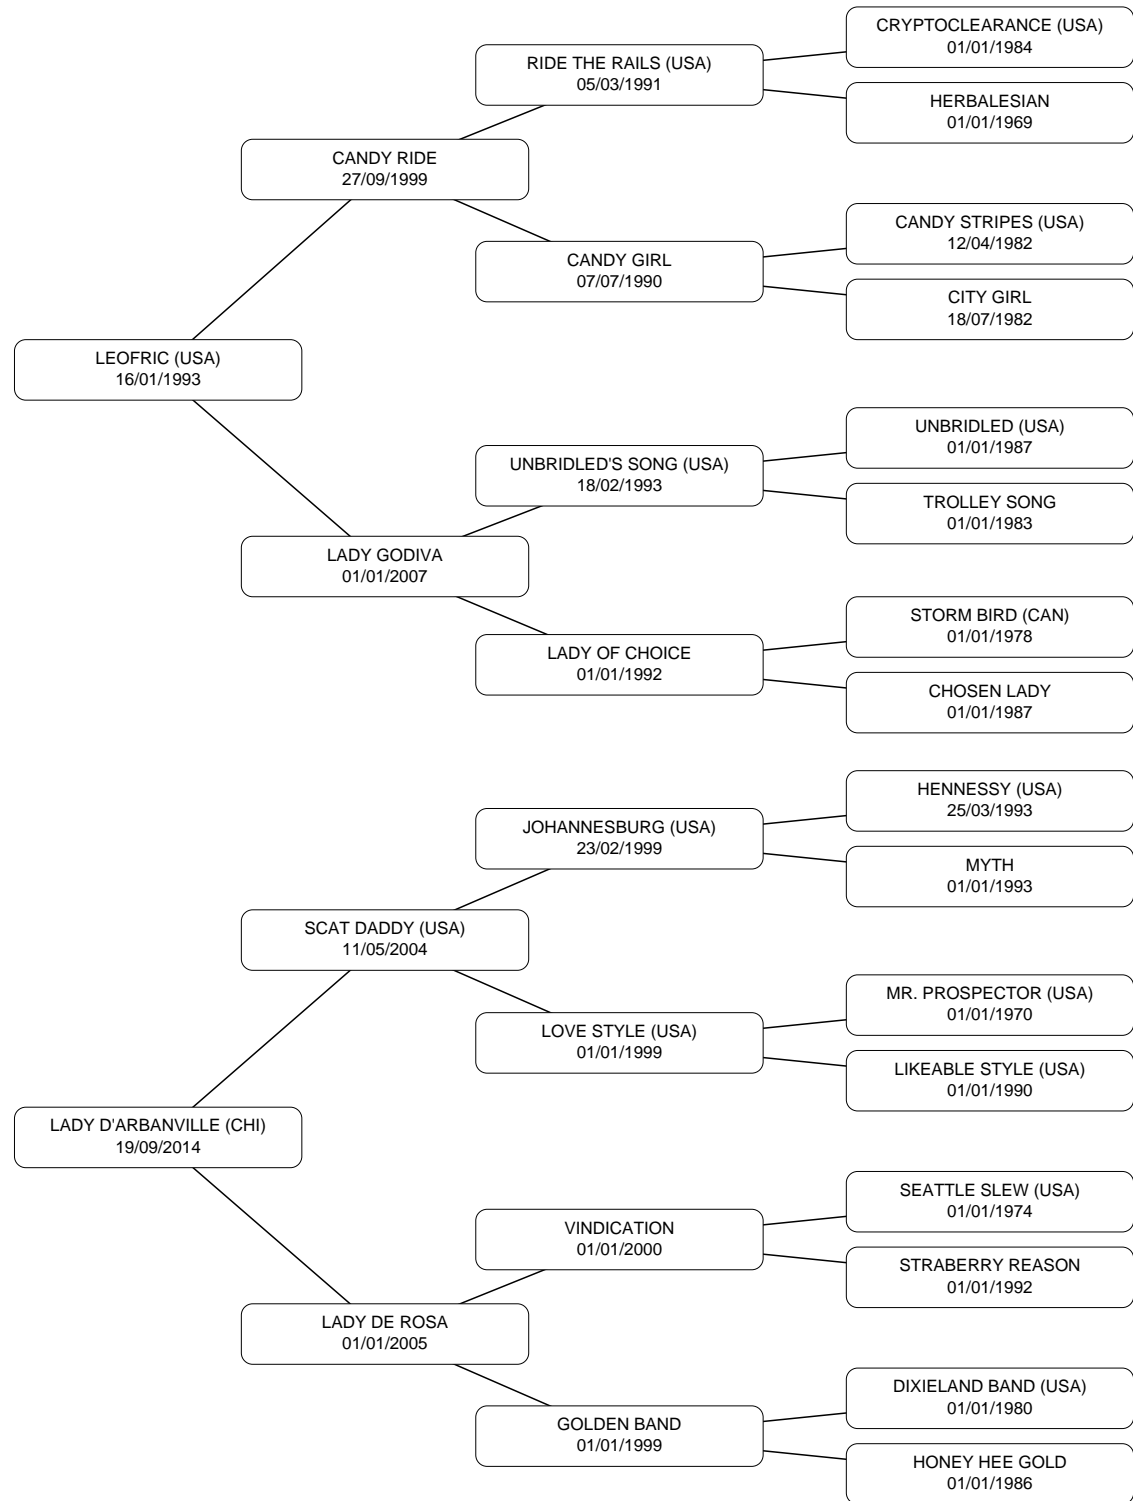 CRYPTOCLEARANCE (USA)
01/01/1984
RIDE THE RAILS (USA)
05/03/1991
HERBALESIAN
01/01/1969
CANDY RIDE
27/09/1999
CANDY STRIPES (USA)
12/04/1982
CANDY GIRL
07/07/1990
CITY GIRL
18/07/1982
LEOFRIC (USA)
16/01/1993
UNBRIDLED (USA)
01/01/1987
UNBRIDLED'S SONG (USA)
18/02/1993
TROLLEY SONG
01/01/1983
LADY GODIVA
01/01/2007
STORM BIRD (CAN)
01/01/1978
LADY OF CHOICE
01/01/1992
CHOSEN LADY
01/01/1987
HENNESSY (USA)
25/03/1993
JOHANNESBURG (USA)
23/02/1999
MYTH
01/01/1993
SCAT DADDY (USA)
11/05/2004
MR. PROSPECTOR (USA)
01/01/1970
LOVE STYLE (USA)
01/01/1999
LIKEABLE STYLE (USA)
01/01/1990
LADY D'ARBANVILLE (CHI)
19/09/2014
SEATTLE SLEW (USA)
01/01/1974
VINDICATION
01/01/2000
STRABERRY REASON
01/01/1992
LADY DE ROSA
01/01/2005
DIXIELAND BAND (USA)
01/01/1980
GOLDEN BAND
01/01/1999
HONEY HEE GOLD
01/01/1986